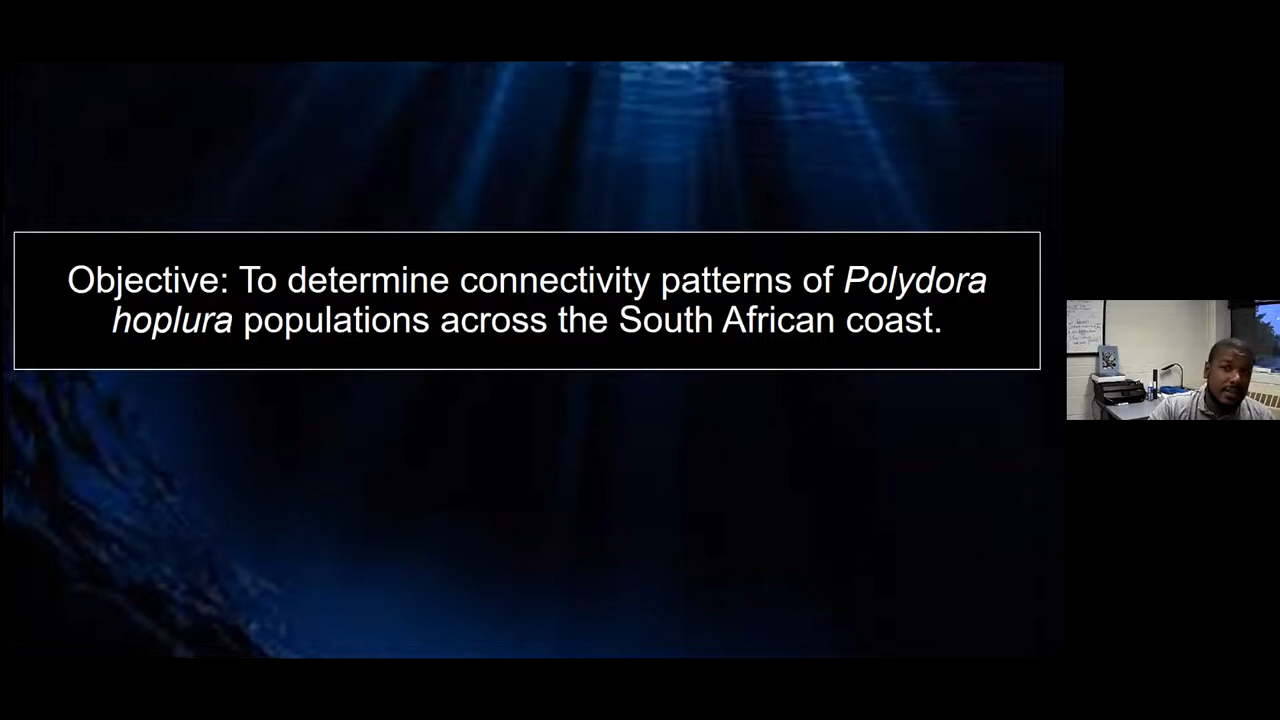 Objective: To determine connectivity patterns of Polydora
hoplura populations across the South African coast.